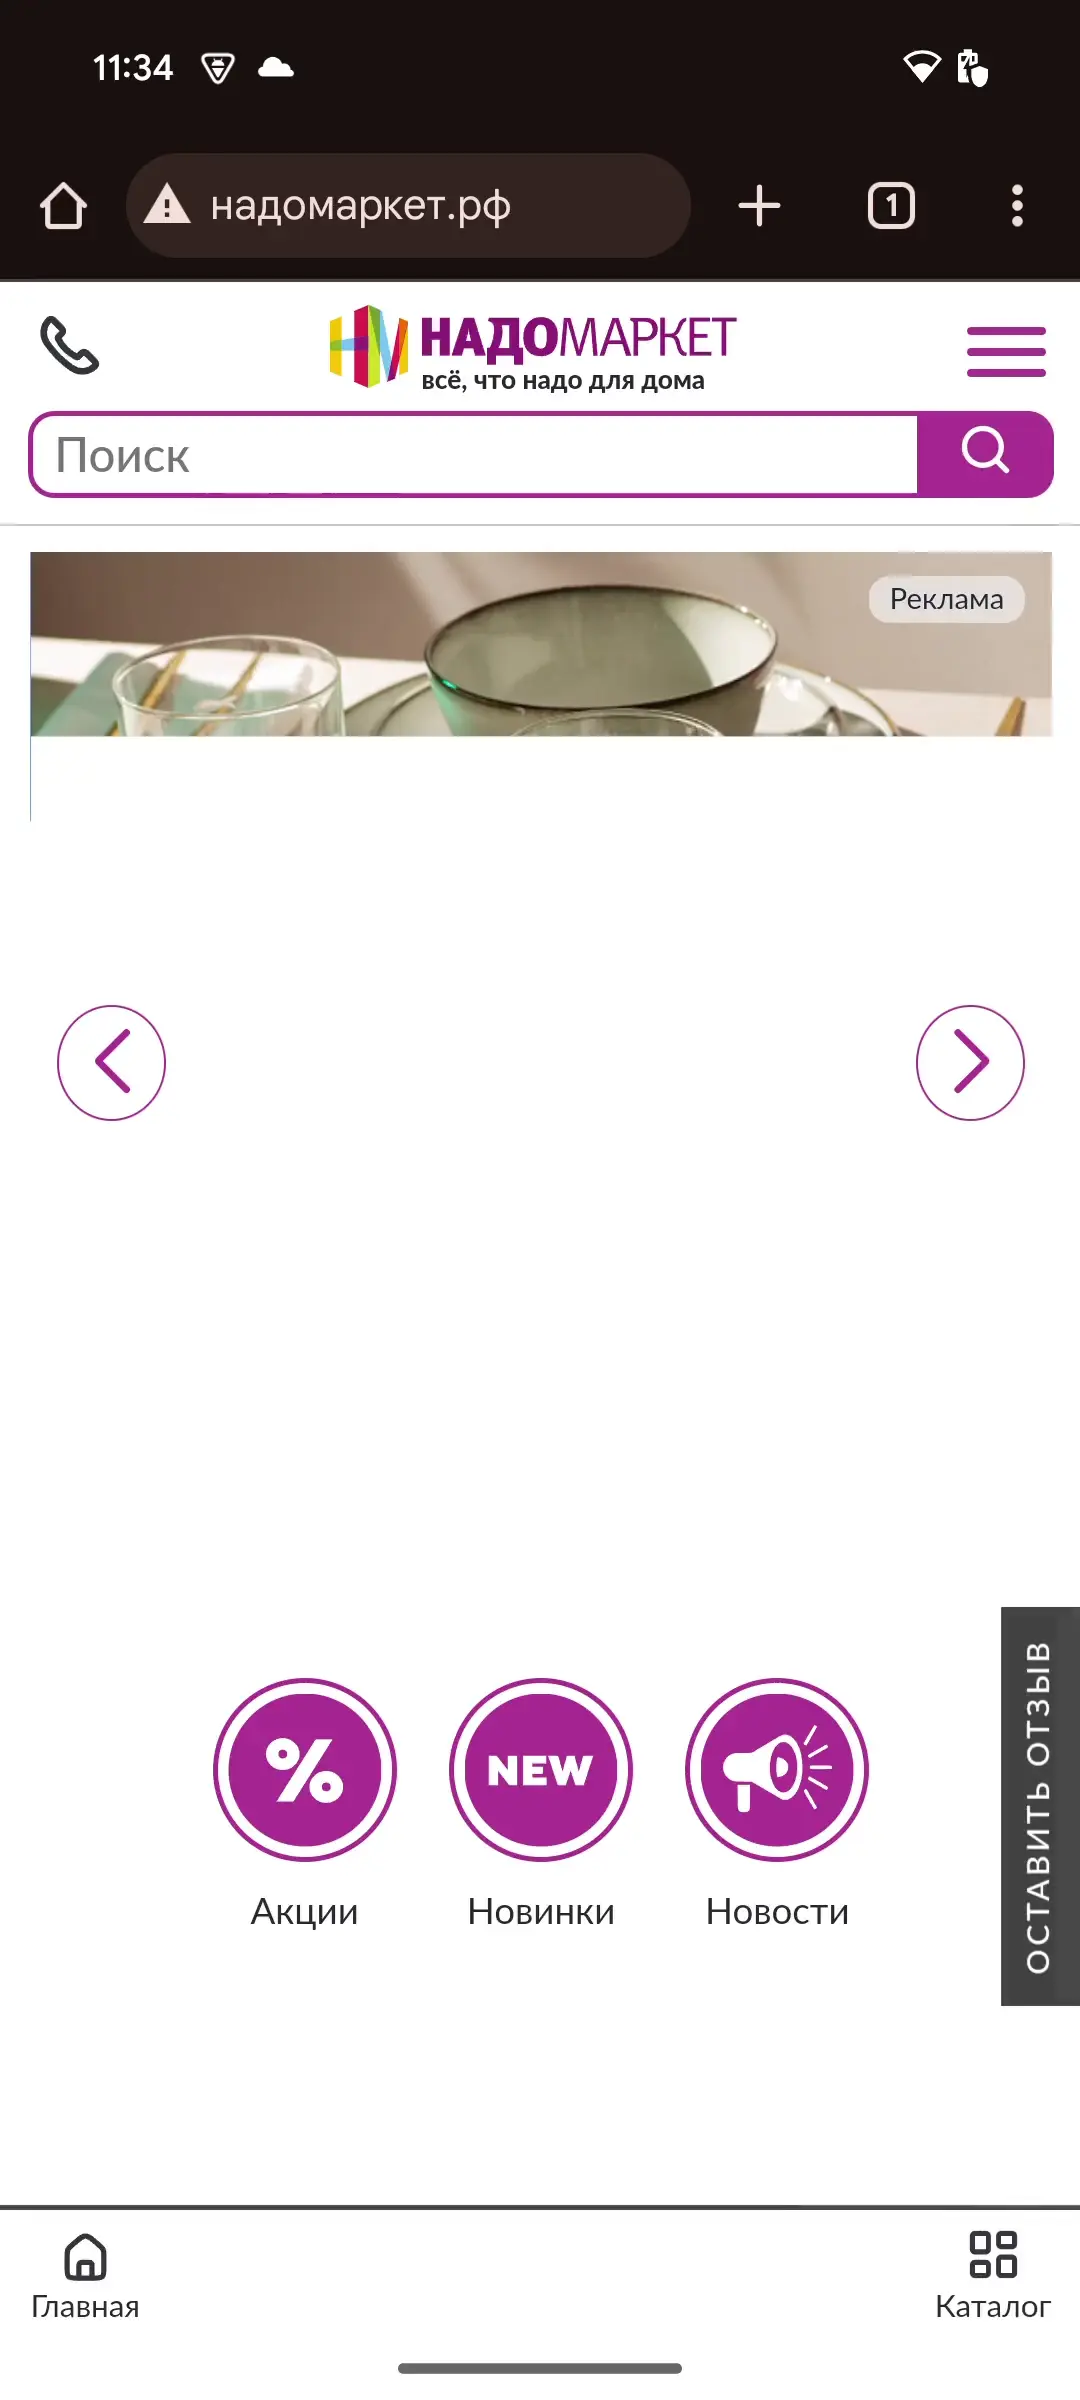 11:34
надомаркет.рф
1
НАДОМАРКЕТ
всё, что надо для дома
Поиск
Реклама
ОСТАВИТЬ ОТЗЫВ
%
NEW
Акции
Новинки
Новости
Главная
Каталог